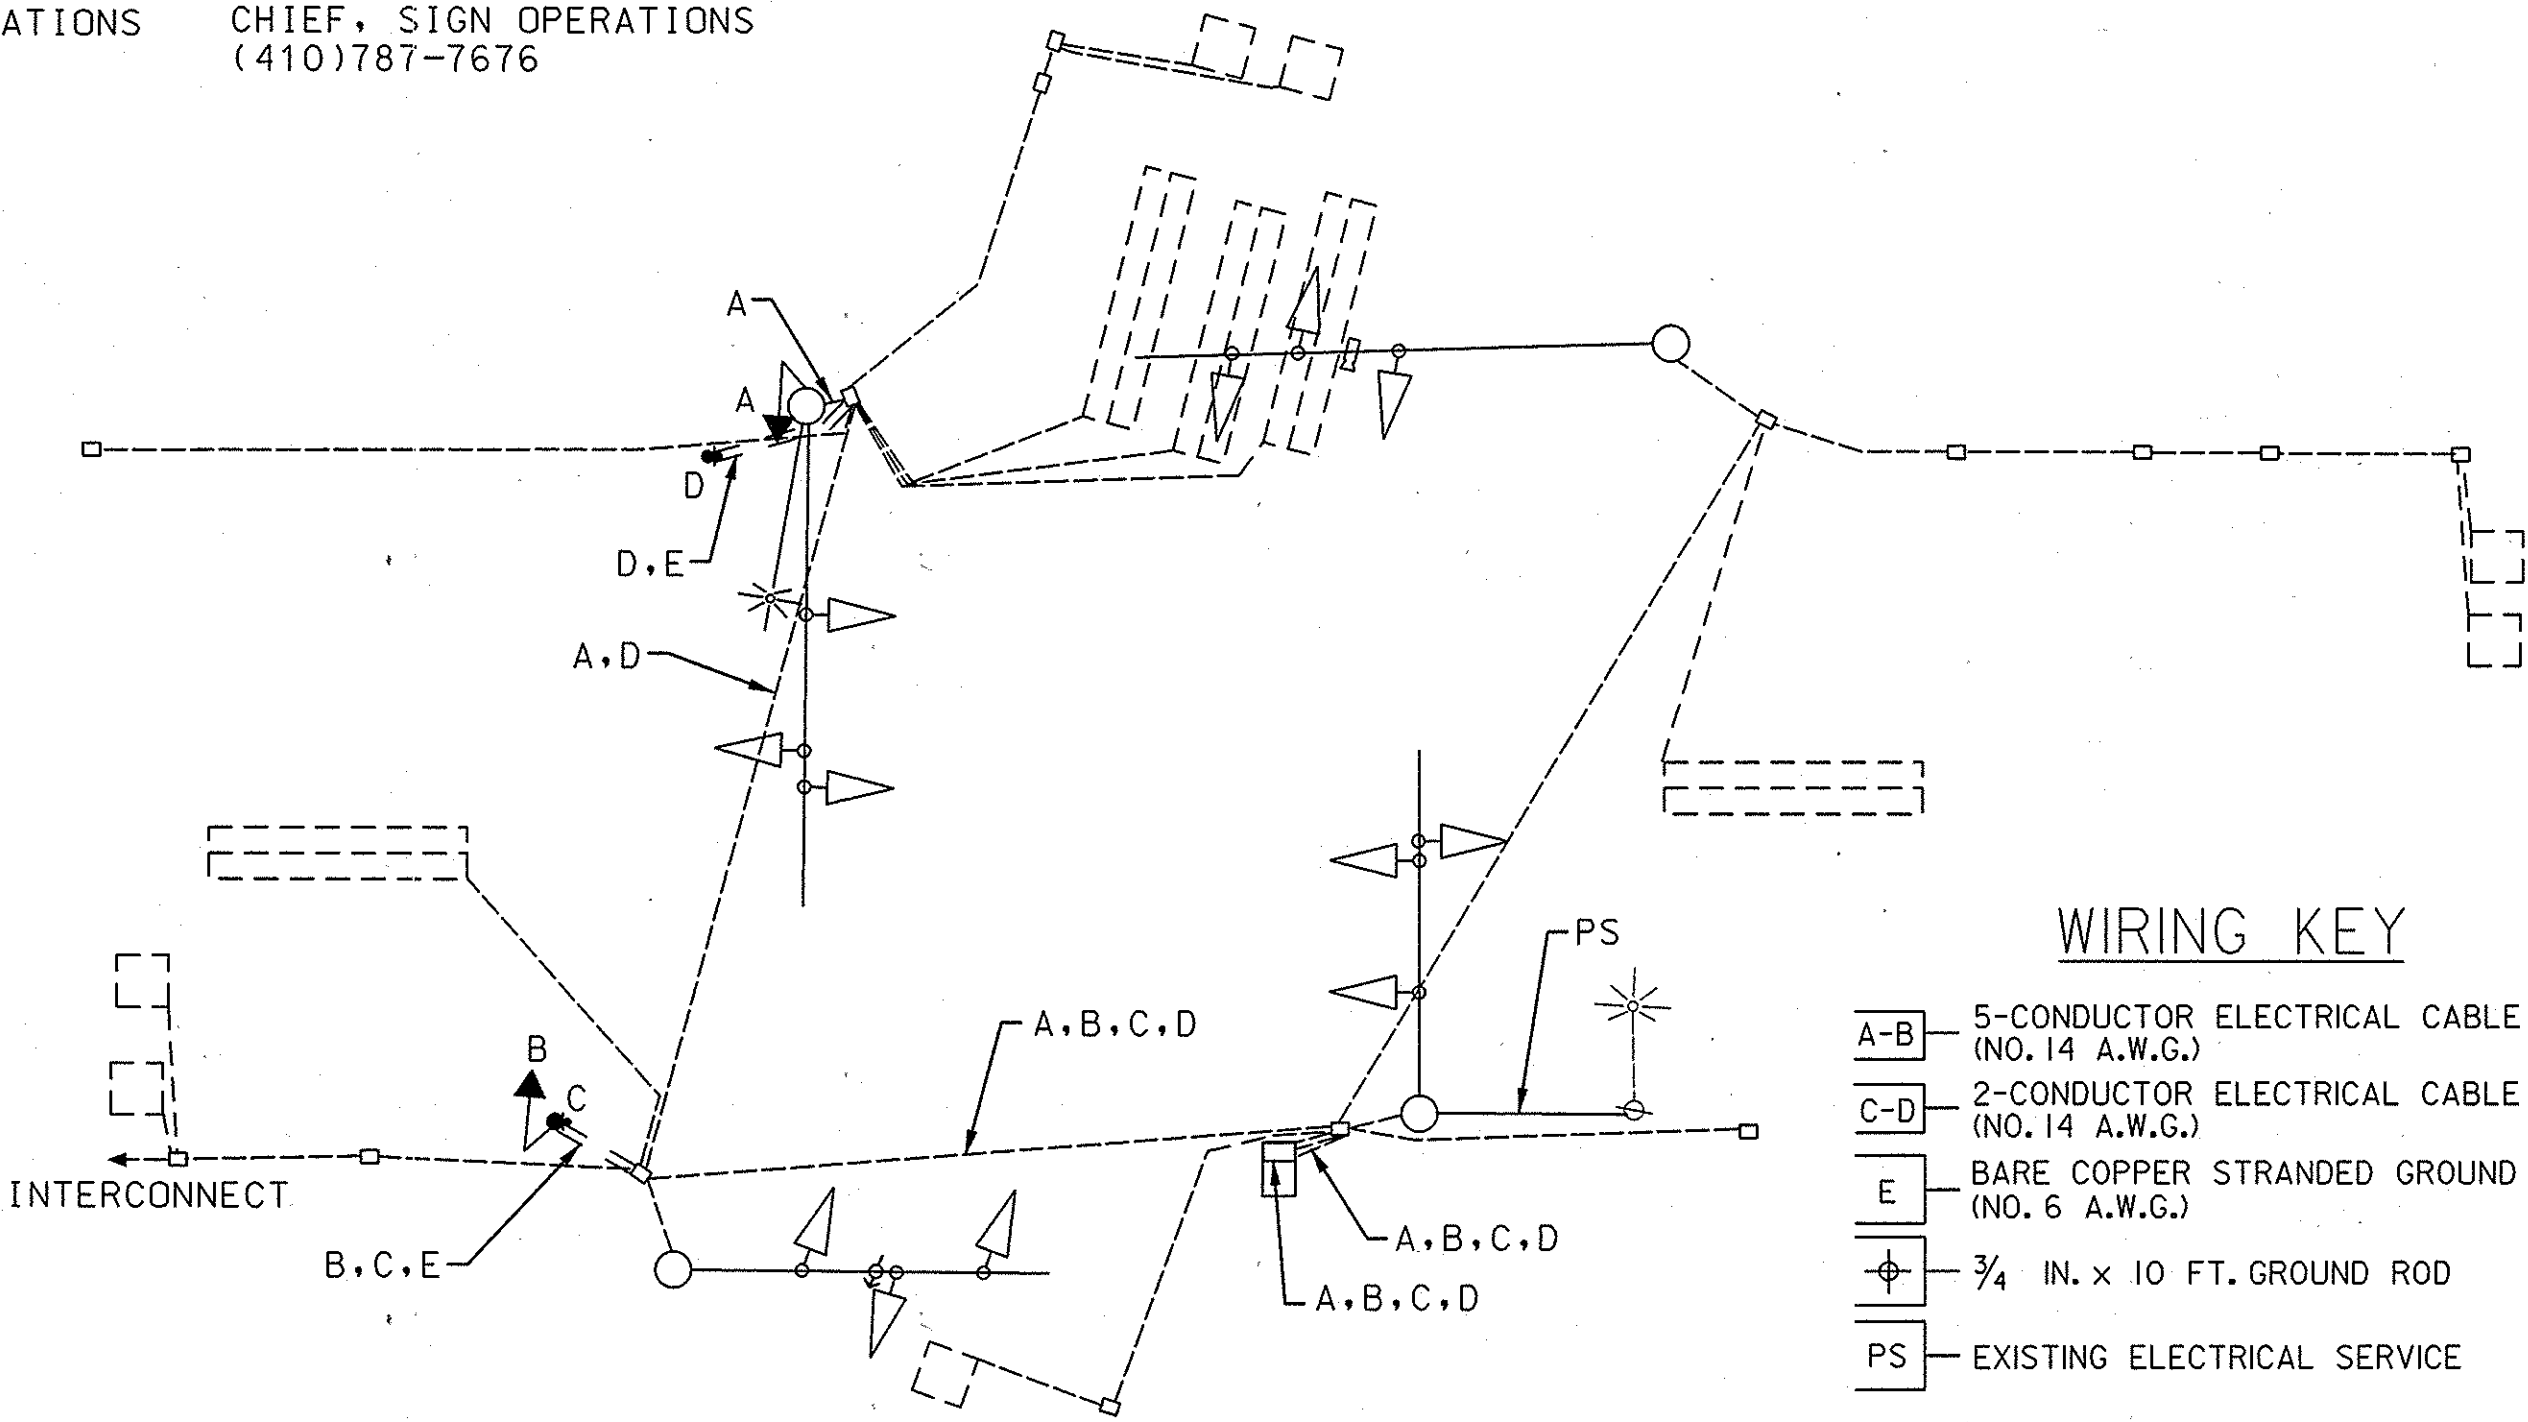 ATIONS CHIEF, SIGN OPERATIONS
(410)787-7676
A
A
D
D,E
A,D
PS
WIRING KEY
A,B,C,D
A-B 5-CONDUCTOR ELECTRICAL CABLE
(NO.14 A.W.G.)
B
C
C-D 2-CONDUCTOR ELECTRICAL CABLE
(NO.14 A.W.G.)
INTERCONNECT
E BARE COPPER STRANDED GROUND
(NO.6 A.W.G.)
B,C,E
A,B,C,D
A,B,C,D
3/4 IN. x 10 FT. GROUND ROD
PS EXISTING ELECTRICAL SERVICE